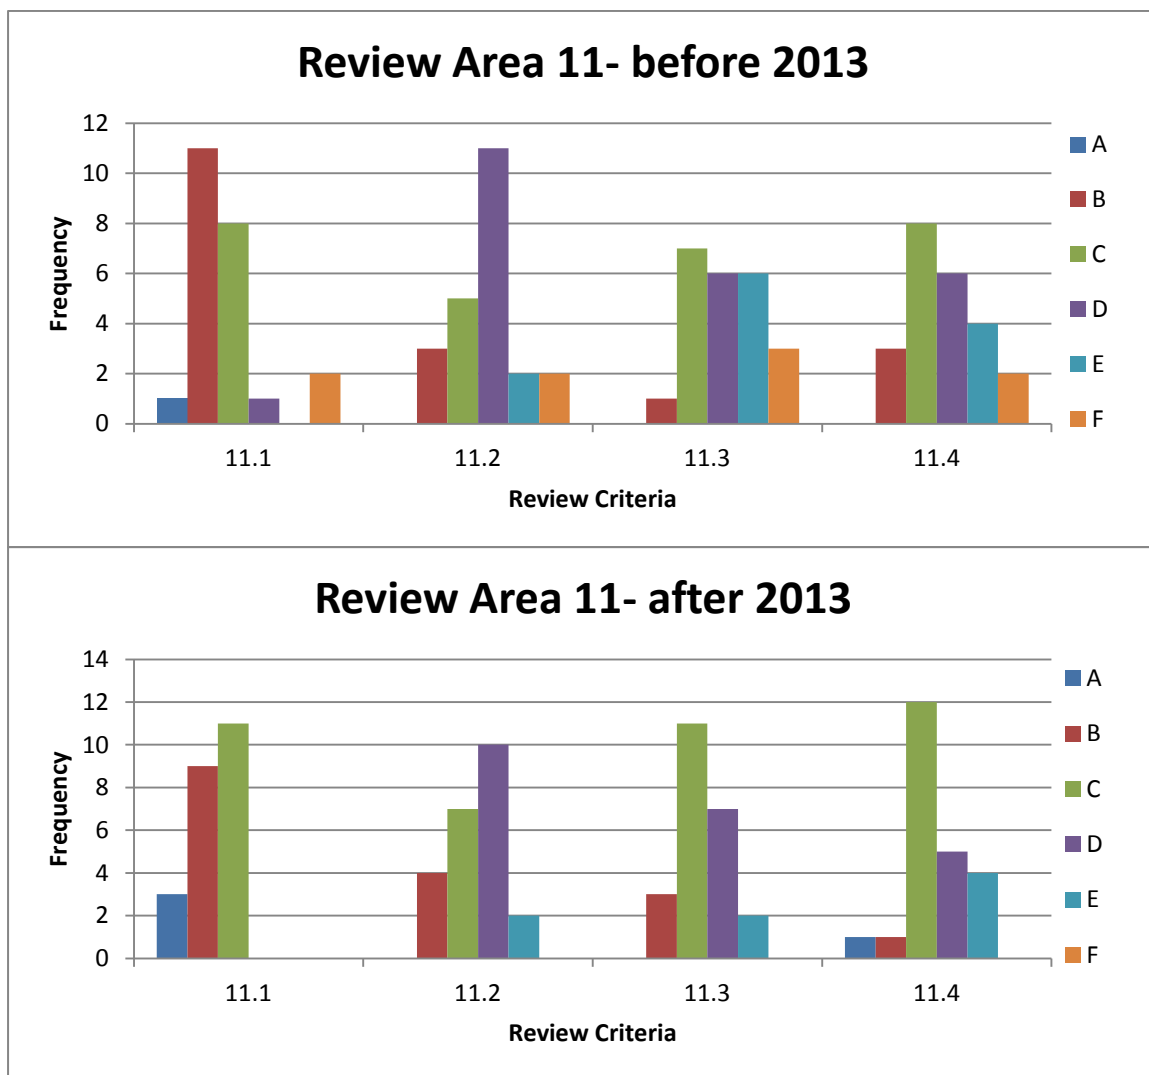 Review Area 11- before 2013
12
10
8
6
4
2
0
Frequency
11.1 11.2 11.3 11.4
Review Criteria
A
B
C
D
E
F
Review Area 11- after 2013
14
12
10
8
6
4
2
0
Frequency
11.1 11.2 11.3 11.4
Review Criteria
A
B
C
D
E
F